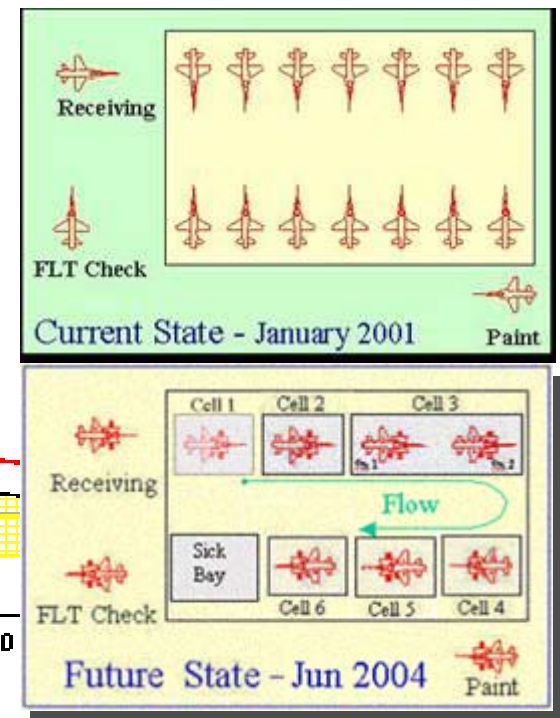 Receiving
FLT Check
Current State - January 2001
Paint
Cell 1 Cell 2 Cell 3
Receiving
Flow
Sick
Bay
FLT Check
Cell 6 Cell 5 Cell 4
0
Future State - Jun 2004
Paint